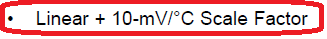 • Linear + 10-mV/°C Scale Factor